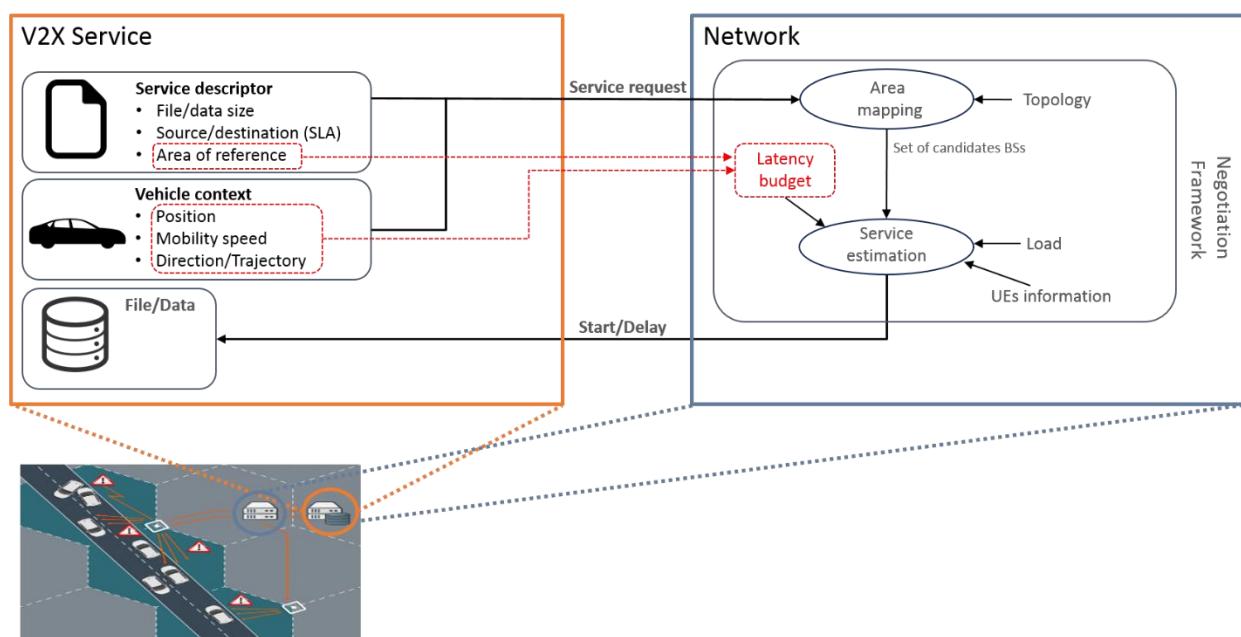 V2X Service
Service descriptor
• File/data size
• Source/destination (SLA)
• Area of reference
Vehicle context
• Position
• Mobility speed
• Direction/Trajectory
File/Data
Service request
Start/Delay
Network
Area
mapping
Topology
Set of candidates BSs
Latency
budget
Service
estimation
Load
UEs information
Negotiation
Framework